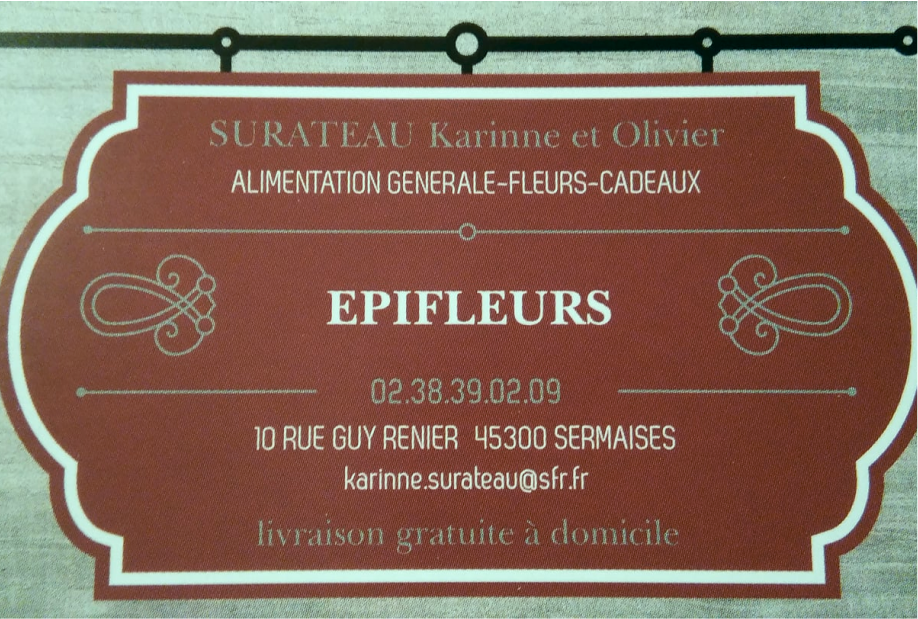 SURATEAU Karinne et Olivier
ALIMENTATION GENERALE-FLEURS-CADEAUX
EPIFLEURS
02.38.39.02.09
10 RUE GUY RENIER 45300 SERMAISES
karinne.surateau@sfr.fr
livraison gratuite à domicile